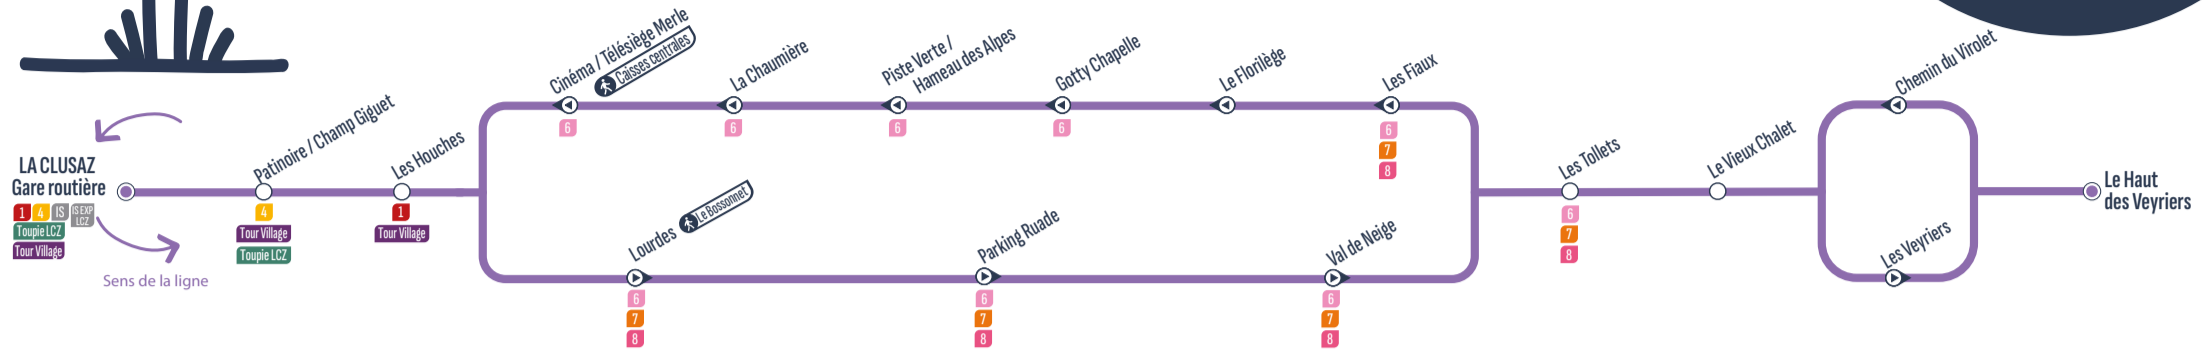 LA CLUSAZ
Gare routière
1 4 IS IS EXP LCZ
Toupie LCZ
Tour Village
Sens de la ligne
Patinoire / Champ Giguet
4
Tour Village
Toupie LCZ
Les Houches
1
Tour Village
Cinéma / Télésiège Merle
Caisses centrales
6
La Chaumière
6
Piste Verte /
Hameau des Alpes
6
Gotty Chapelle
6
Le Florilège
Les Fiaux
6
7
8
Lourdes
Le Bossonnet
6
7
8
Parking Ruade
6
7
8
Val de Neige
6
7
8
Les Tollets
6
7
8
Le Vieux Chalet
Chemin du Virolet
Les Veyriers
Le Haut
des Veyriers